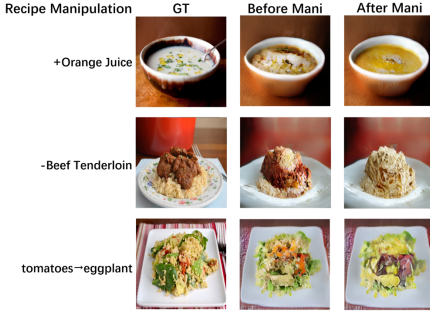 Recipe Manipulation GT Before Mani After Mani
+Orange Juice
-Beef Tenderloin
tomatoes→eggplant